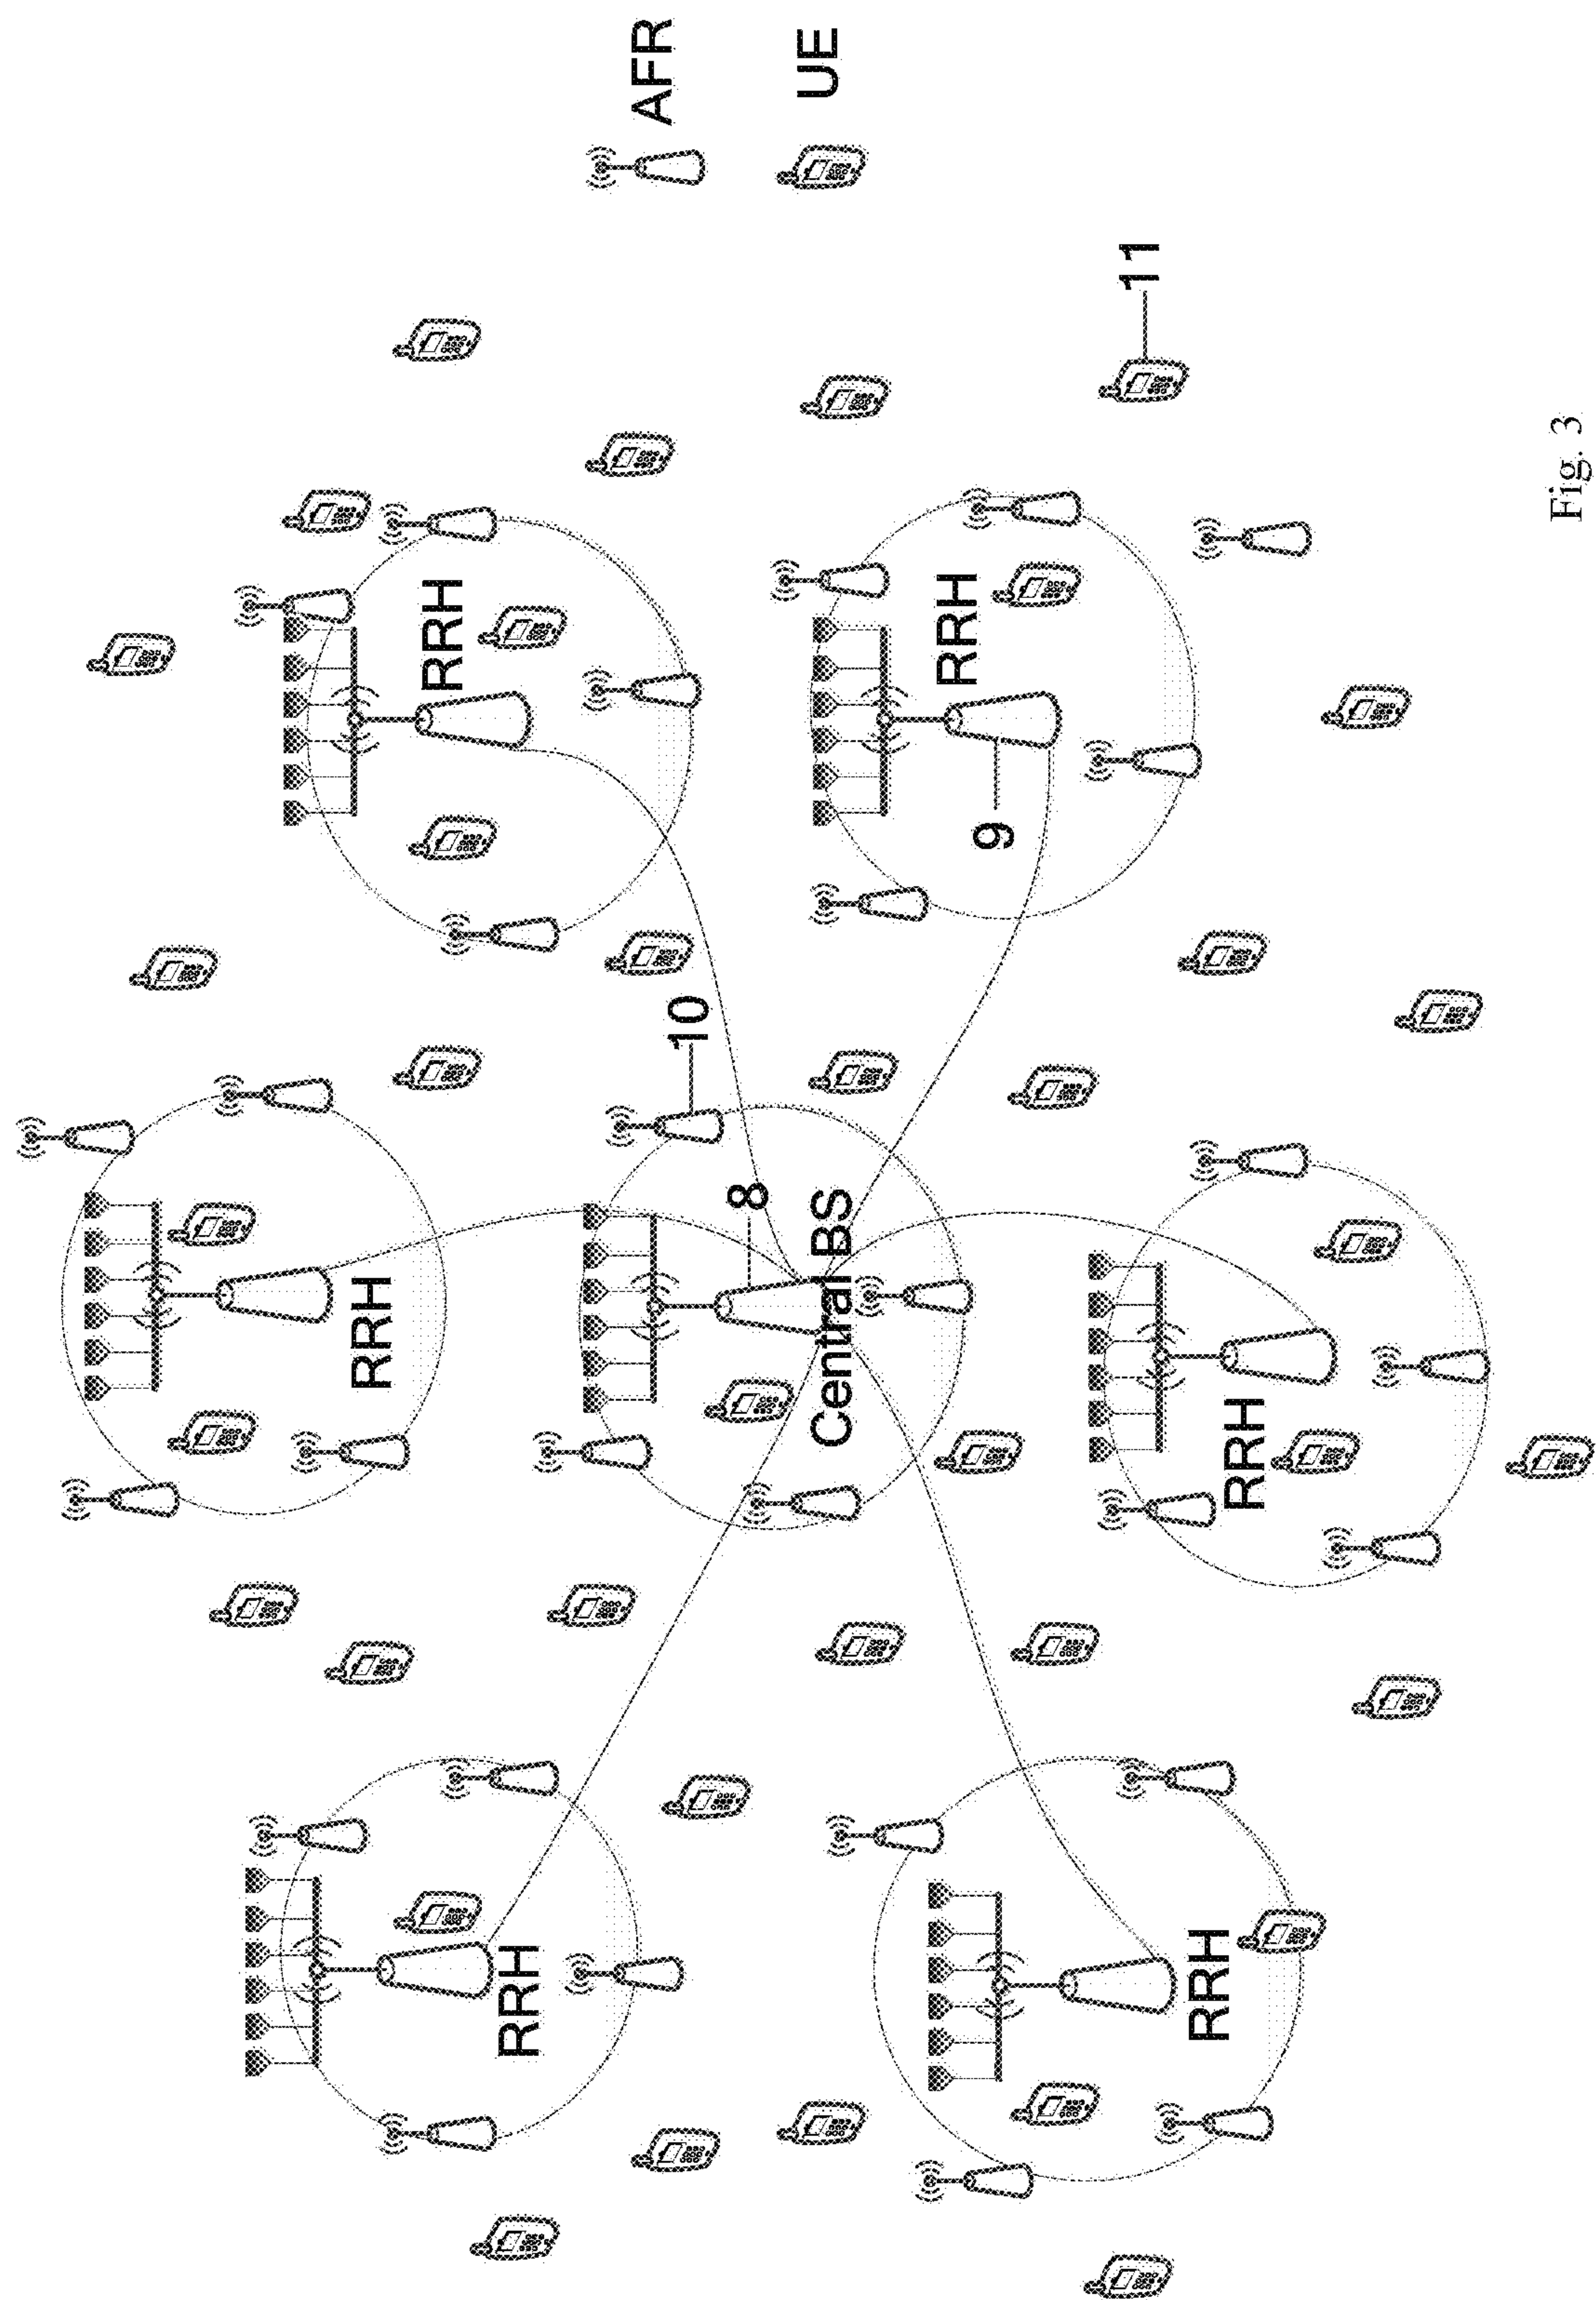 RRH
RRH
RRH
AFR
10
8
UE
Central BS
RRH
9
11
RRH
RRH
Fig. 3